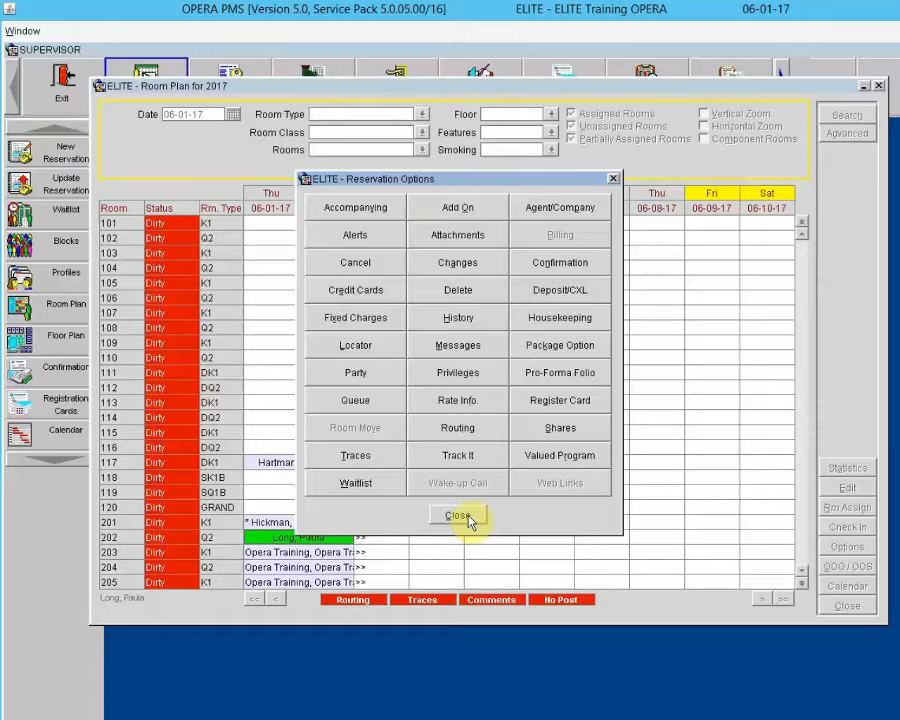 OPERA PMS [Version 5.0, Service Pack 5.0.05.00/16] ELITE - ELITE Training OPERA 06-01-17
Window
SUPERVISOR
Exit
ELITE - Room Plan for 2017
Date 06-01-17 Room Type Floor Assigned Rooms Vertical Zoom Search
Room Class Features Unassigned Rooms Horizontal Zoom Advanced
Rooms Smoking Partially Assigned Rooms Component Rooms
New Reservation
Update Reservation
Waitlist
Blocks
Profiles
Room Plan
Floor Plan
Confirmation
Registration Cards
Calendar
ELITE - Reservation Options
Accompanying Add On Agent/Company
Alerts Attachments Billing
Cancel Changes Confirmation
Credit Cards Delete Deposit/CXL
Fixed Charges History Housekeeping
Locator Messages Package Option
Party Privileges Pro-Forma Folio
Queue Rate Info. Register Card
Room Move Routing Shares
Traces Track It Valued Program
Waitlist Wake-up Call Web Links
Close
Thu Thu Fri Sat
Room Status Rm. Type 06-01-17 06-08-17 06-09-17 06-10-17
101 Dirty K1
102 Dirty Q2
103 Dirty K1
104 Dirty Q2
105 Dirty K1
106 Dirty Q2
107 Dirty K1
108 Dirty Q2
109 Dirty K1
110 Dirty Q2
111 Dirty DK1
112 Dirty DQ2
113 Dirty DK1
114 Dirty DQ2
115 Dirty DK1
116 Dirty DQ2
117 Dirty DK1 Hartman
118 Dirty SK1B
119 Dirty SQ1B
120 Dirty GRAND
201 Dirty K1 * Hickman,
202 Dirty Q2 Long, Paula >>
203 Dirty K1 Opera Training, Opera Tr: >>
204 Dirty Q2 Opera Training, Opera Tr: >>
205 Dirty K1 Opera Training, Opera Tr: >>
Long, Paula << < Routing Traces Comments No Post > >>
Statistics
Edit
Rm Assign
Check In
Options
OOO / OOS
Calendar
Close